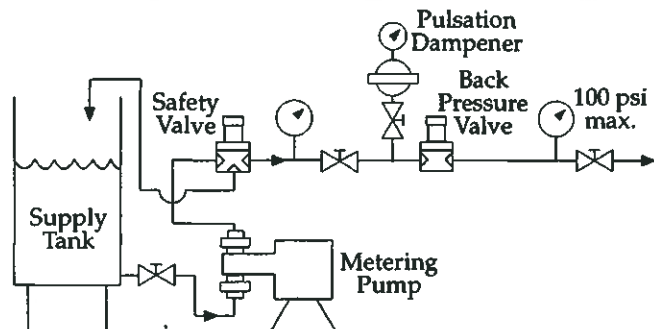 Pulsation
Dampener
Safety
Valve
Back
Pressure
Valve
100 psi
max.
Supply
Tank
Metering
Pump